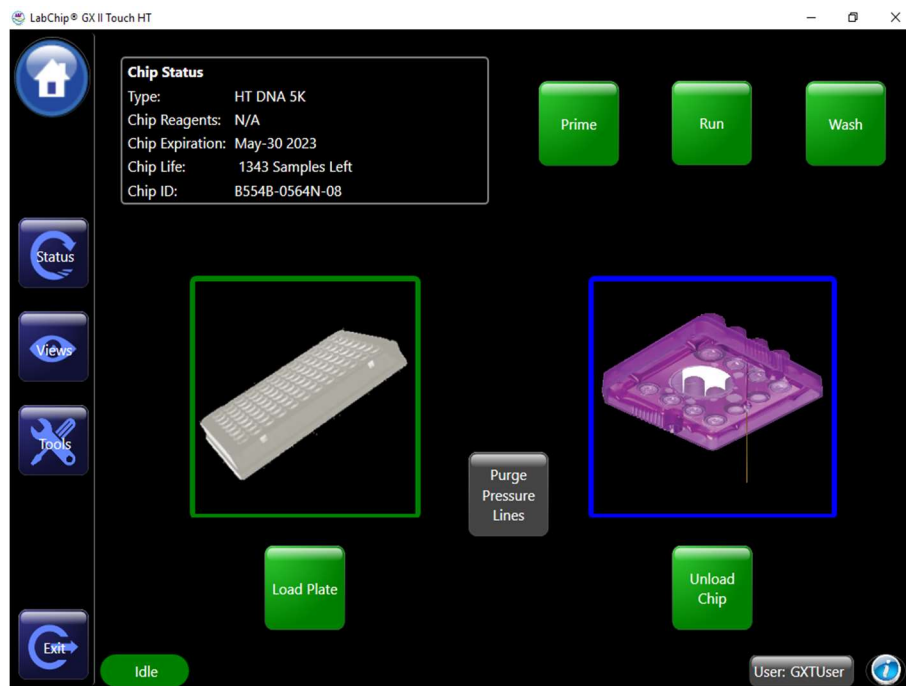 LabChip® GX II Touch HT
Chip Status
Type: HT DNA 5K
Chip Reagents: N/A
Chip Expiration: May-30 2023
Chip Life: 1343 Samples Left
Chip ID: B554B-0564N-08
Prime
Run
Wash
Status
Views
Tools
Purge
Pressure
Lines
Load Plate
Unload
Chip
Exit
Idle
User: GXTUser